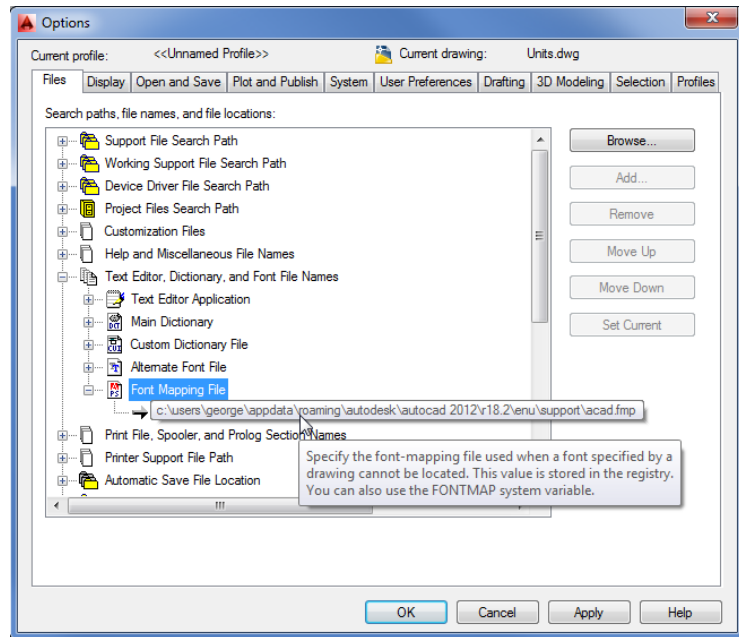 Options
Current profile: <<Unnamed Profile>> Current drawing: Units.dwg
Files Display Open and Save Plot and Publish System User Preferences Drafting 3D Modeling Selection Profiles
Search paths, file names, and file locations:
Support File Search Path
Working Support File Search Path
Device Driver File Search Path
Project Files Search Path
Customization Files
Help and Miscellaneous File Names
Text Editor, Dictionary, and Font File Names
Text Editor Application
Main Dictionary
Custom Dictionary File
Alternate Font File
Font Mapping File
c:\users\george\appdata\roaming\autodesk\autocad 2012\r18.2\enu\support\acad.fmp
Print File, Spooler, and Prolog Section Names
Printer Support File Path
Automatic Save File Location
Specify the font-mapping file used when a font specified by a
drawing cannot be located. This value is stored in the registry.
You can also use the FONTMAP system variable.
Browse...
Add...
Remove
Move Up
Move Down
Set Current
OK Cancel Apply Help